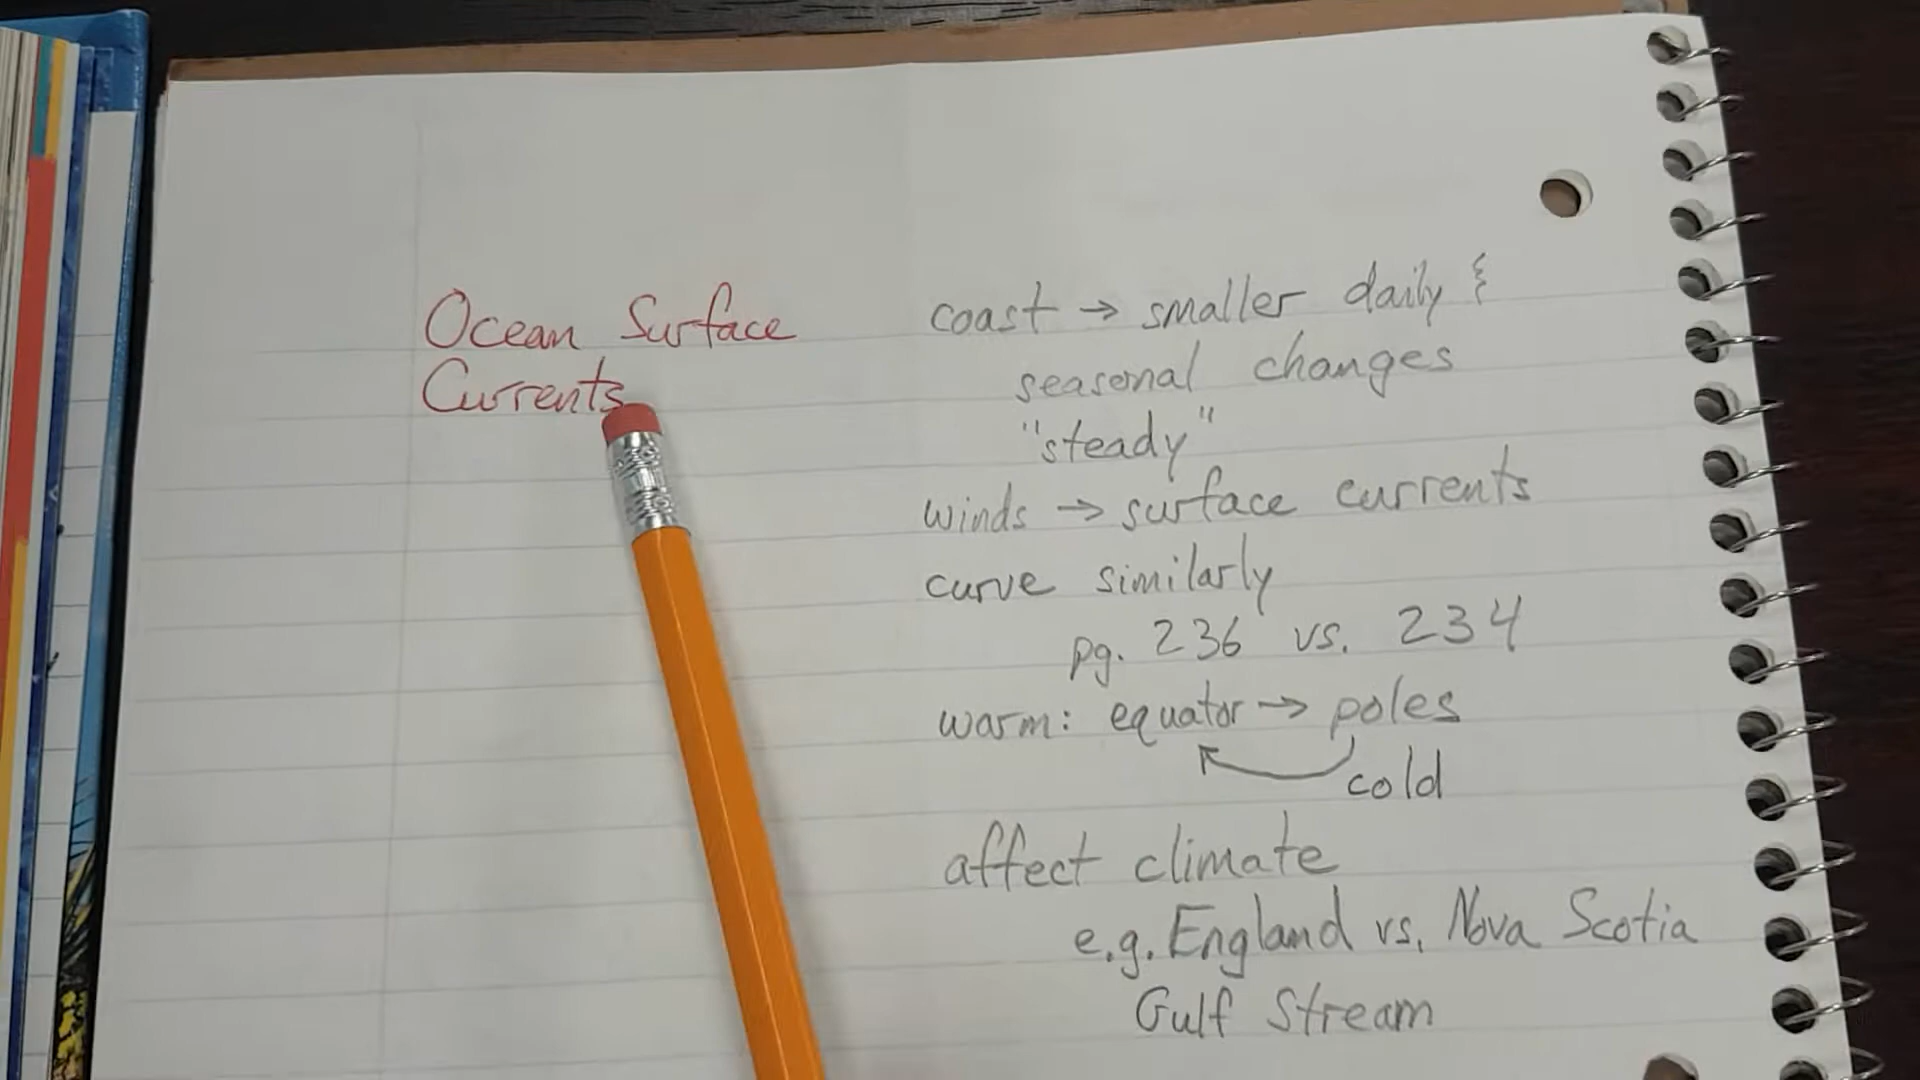 Ocean Surface
Currents
coast → smaller daily &
seasonal changes
"steady"
winds → surface currents
curve similarly
pg. 236 vs. 234
warm: equator → poles
cold
affect climate
e.g. England vs. Nova Scotia
Gulf Stream